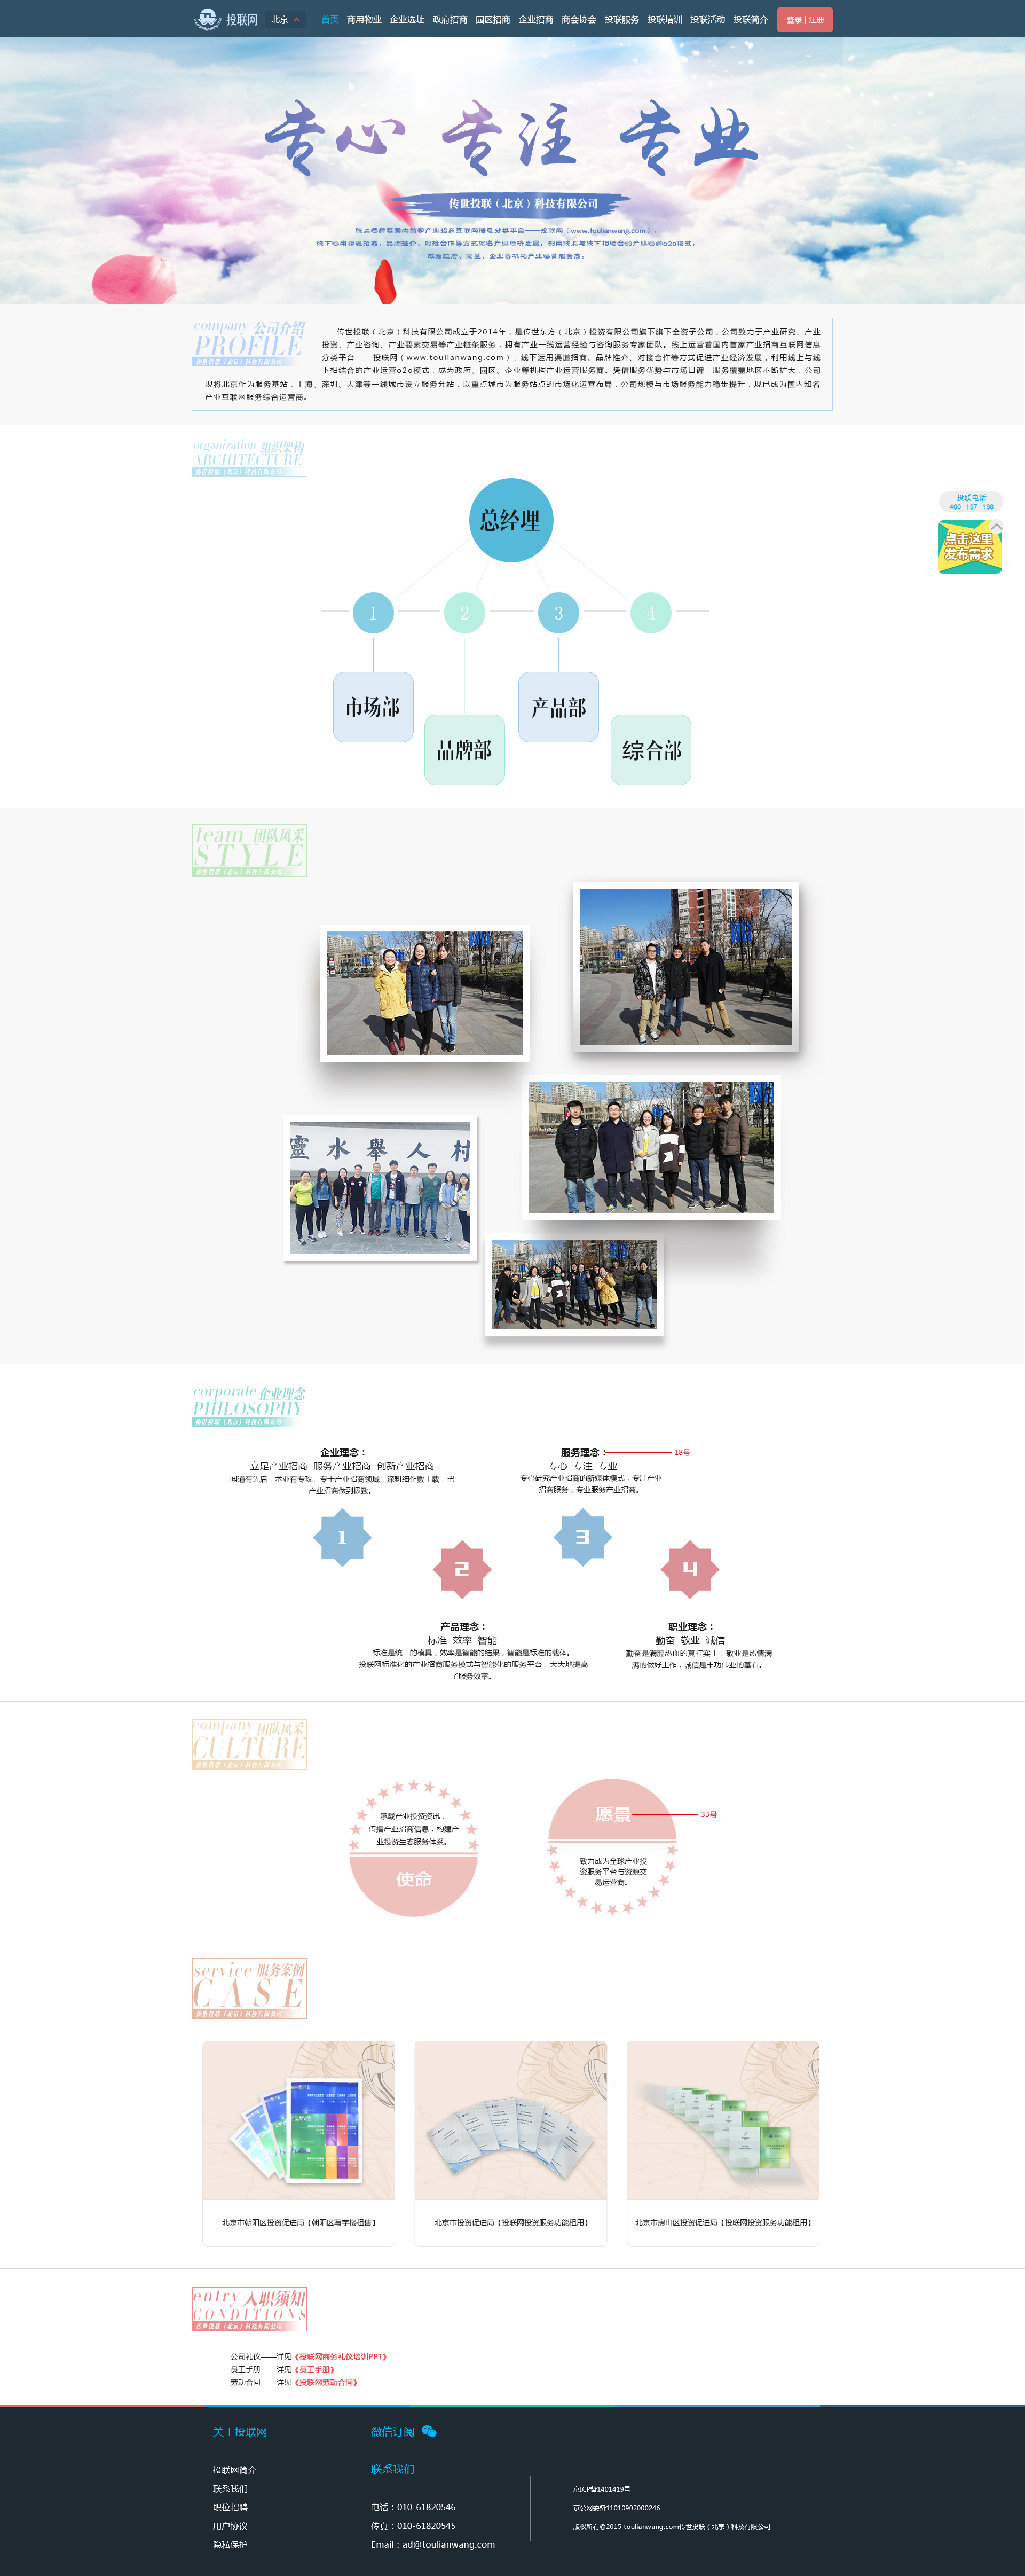 投联网 北京 首页 商用物业 企业选址 政府招商 园区招商 企业招商 商会协会 投联服务 投联培训 投联活动 投联简介 登录 | 注册
专心 专注 专业
传世投联（北京）科技有限公司
线上运营着国内首家产业招商互联网信息分类平台——投联网（www.toulianwang.com），
线下运用渠道招商、品牌推介、对接合作等方式促进产业经济发展，利用线上与线下相结合的产业运营o2o模式，
成为政府、园区、企业等机构产业运营服务商。
company 公司介绍
PROFILE
传世投联（北京）科技有限公司
传世投联（北京）科技有限公司成立于2014年，是传世东方（北京）投资有限公司旗下旗下全资子公司，公司致力于产业研究、产业
投资、产业咨询、产业要素交易等产业链条服务，拥有产业一线运营经验与咨询服务专家团队。线上运营着国内首家产业招商互联网信息
分类平台——投联网（www.toulianwang.com），线下运用渠道招商、品牌推介、对接合作等方式促进产业经济发展，利用线上与线
下相结合的产业运营o2o模式，成为政府、园区、企业等机构产业运营服务商。凭借服务优势与市场口碑，服务覆盖地区不断扩大，公司
现将北京作为服务基站，上海、深圳、天津等一线城市设立服务分站，以重点城市为服务站点的市场化运营布局，公司规模与市场服务能力稳步提升，现已成为国内知名
产业互联网服务综合运营商。
organization 组织架构
ARCHITECTURE
传世投联（北京）科技有限公司
总经理
投联电话
400-197-198
点击这里
发布需求
1 2 3 4
市场部
产品部
品牌部
综合部
team 团队风采
STYLE
传世投联（北京）科技有限公司
靈水舉人村
corporate 企业理念
PHILOSOPHY
传世投联（北京）科技有限公司
企业理念：
立足产业招商 服务产业招商 创新产业招商
闻道有先后，术业有专攻。专于产业招商领域，深耕细作数十载，把
产业招商做到极致。
服务理念： 18号
专心 专注 专业
专心研究产业招商的新媒体模式，专注产业
招商服务，专业服务产业招商。
1
3
2
4
产品理念：
标准 效率 智能
标准是统一的模具，效率是智能的结果，智能是标准的载体。
投联网标准化的产业招商服务模式与智能化的服务平台，大大地提高
了服务效率。
职业理念：
勤奋 敬业 诚信
勤奋是满腔热血的真打实干，敬业是热情满
满的做好工作，诚信是丰功伟业的基石。
company 团队风采
CULTURE
传世投联（北京）科技有限公司
承载产业投资资讯，
传播产业招商信息，构建产
业投资生态服务体系。
使命
愿景 33号
致力成为全球产业投
资服务平台与资源交
易运营商。
service 服务案例
CASE
传世投联（北京）科技有限公司
北京市朝阳区投资促进局【朝阳区写字楼租售】
北京市投资促进局【投联网投资服务功能租用】
北京市房山区投资促进局【投联网投资服务功能租用】
entry 入职须知
CONDITIONS
传世投联（北京）科技有限公司
公司礼仪——详见《投联网商务礼仪培训PPT》
员工手册——详见《员工手册》
劳动合同——详见《投联网劳动合同》
关于投联网
投联网简介
联系我们
职位招聘
用户协议
隐私保护
微信订阅
联系我们
电话：010-61820546
传真：010-61820545
Email：ad@toulianwang.com
京ICP备1401419号
京公网安备11010902000246
版权所有©2015 toulianwang.com传世投联（北京）科技有限公司